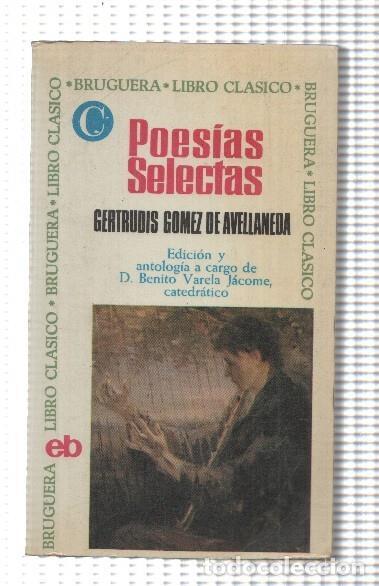 *BRUGUERA*LIBRO CLASICO*
BRUGUERA*LIBRO CLASICO
BRUGUERA LIBRO CLASICO*BRUGUERA*LIBRO CLASICO
C
Poesías
Selectas
GERTRUDIS GOMEZ DE AVELLANEDA
Edición y
antología a cargo de
D. Benito Varela Jácome,
catedrático
eb
todocoleccion